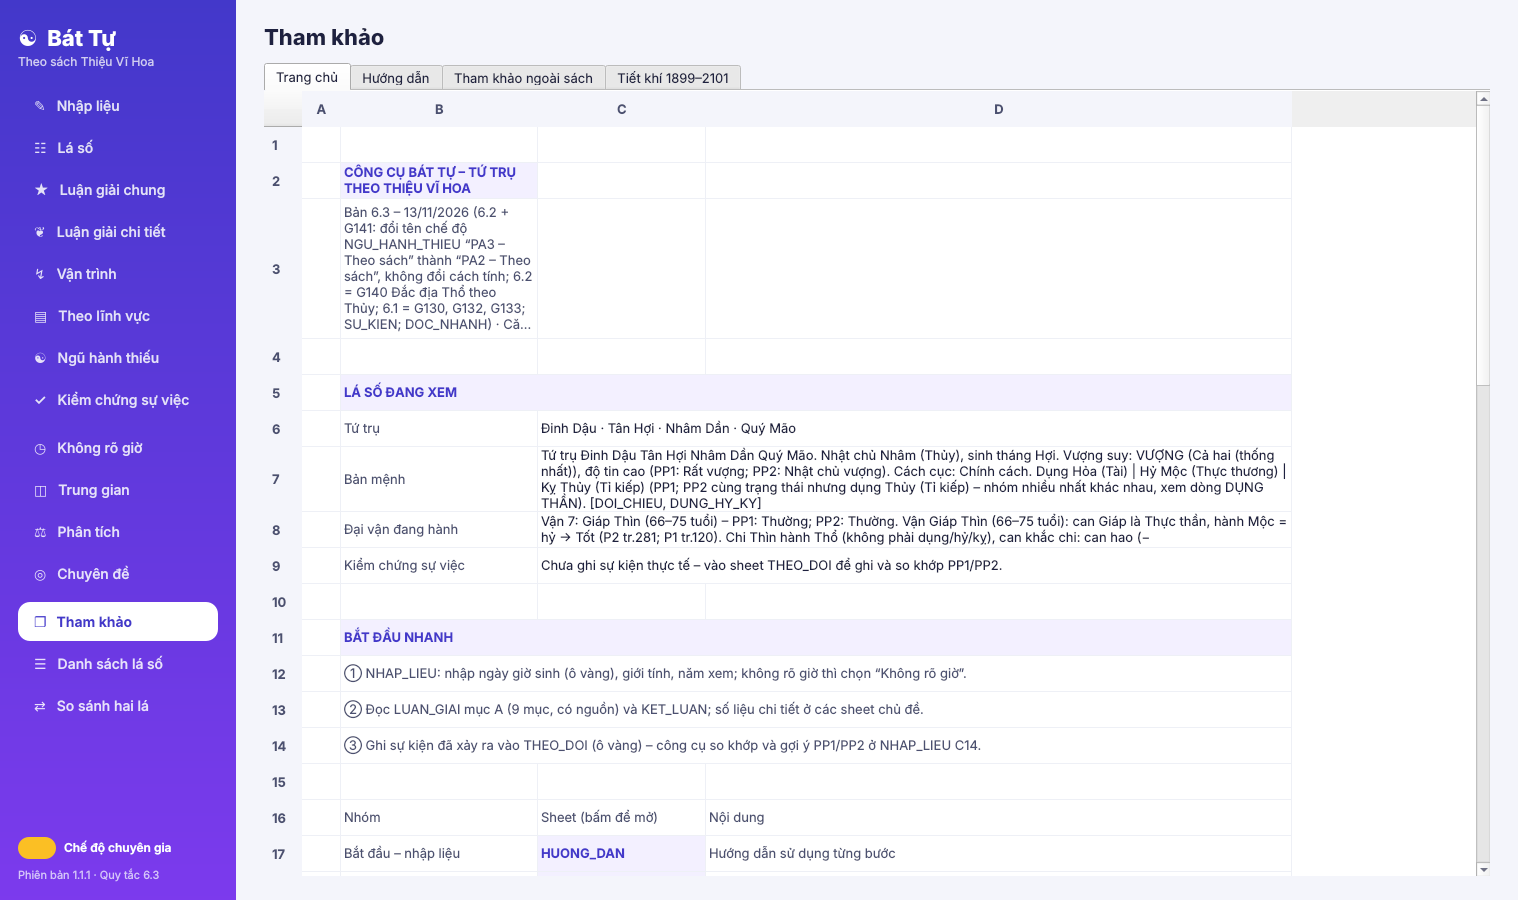 ☯ Bát Tự
Theo sách Thiệu Vĩ Hoa
Nhập liệu
Lá số
Luận giải chung
Luận giải chi tiết
Vận trình
Theo lĩnh vực
Ngũ hành thiếu
Kiểm chứng sự việc
Không rõ giờ
Trung gian
Phân tích
Chuyên đề
Tham khảo
Danh sách lá số
So sánh hai lá
Chế độ chuyên gia
Phiên bản 1.1.1 · Quy tắc 6.3
Tham khảo
Trang chủ
Hướng dẫn
Tham khảo ngoài sách
Tiết khí 1899–2101
A B C D
1
2
CÔNG CỤ BÁT TỰ – TỨ TRỤ
THEO THIỆU VĨ HOA
3
Bản 6.3 – 13/11/2026 (6.2 +
G141: đổi tên chế độ
NGU_HANH_THIEU “PA3 –
Theo sách” thành “PA2 – Theo
sách”, không đổi cách tính; 6.2
= G140 Đắc địa Thổ theo
Thủy; 6.1 = G130, G132, G133;
SU_KIEN; DOC_NHANH) · Că…
4
5 LÁ SỐ ĐANG XEM
6 Tứ trụ Đinh Dậu · Tân Hợi · Nhâm Dần · Quý Mão
7 Bản mệnh
Tứ trụ Đinh Dậu Tân Hợi Nhâm Dần Quý Mão. Nhật chủ Nhâm (Thủy), sinh tháng Hợi. Vượng suy: VƯỢNG (Cả hai (thống
nhất)), độ tin cao (PP1: Rất vượng; PP2: Nhật chủ vượng). Cách cục: Chính cách. Dụng Hỏa (Tài) | Hỷ Mộc (Thực thương) |
Kỵ Thủy (Tỉ kiếp) (PP1; PP2 cùng trạng thái nhưng dụng Thủy (Tỉ kiếp) – nhóm nhiều nhất khác nhau, xem dòng DỤNG
THẦN). [DOI_CHIEU, DUNG_HY_KY]
8 Đại vận đang hành
Vận 7: Giáp Thìn (66–75 tuổi) – PP1: Thường; PP2: Thường. Vận Giáp Thìn (66–75 tuổi): can Giáp là Thực thần, hành Mộc =
hỷ → Tốt (P2 tr.281; P1 tr.120). Chi Thìn hành Thổ (không phải dụng/hỷ/kỵ), can khắc chi: can hao (–
9 Kiểm chứng sự việc Chưa ghi sự kiện thực tế – vào sheet THEO_DOI để ghi và so khớp PP1/PP2.
10
11 BẮT ĐẦU NHANH
12 ① NHAP_LIEU: nhập ngày giờ sinh (ô vàng), giới tính, năm xem; không rõ giờ thì chọn “Không rõ giờ”.
13 ② Đọc LUAN_GIAI mục A (9 mục, có nguồn) và KET_LUAN; số liệu chi tiết ở các sheet chủ đề.
14 ③ Ghi sự kiện đã xảy ra vào THEO_DOI (ô vàng) – công cụ so khớp và gợi ý PP1/PP2 ở NHAP_LIEU C14.
15
16 Nhóm Sheet (bấm để mở) Nội dung
17 Bắt đầu – nhập liệu HUONG_DAN Hướng dẫn sử dụng từng bước